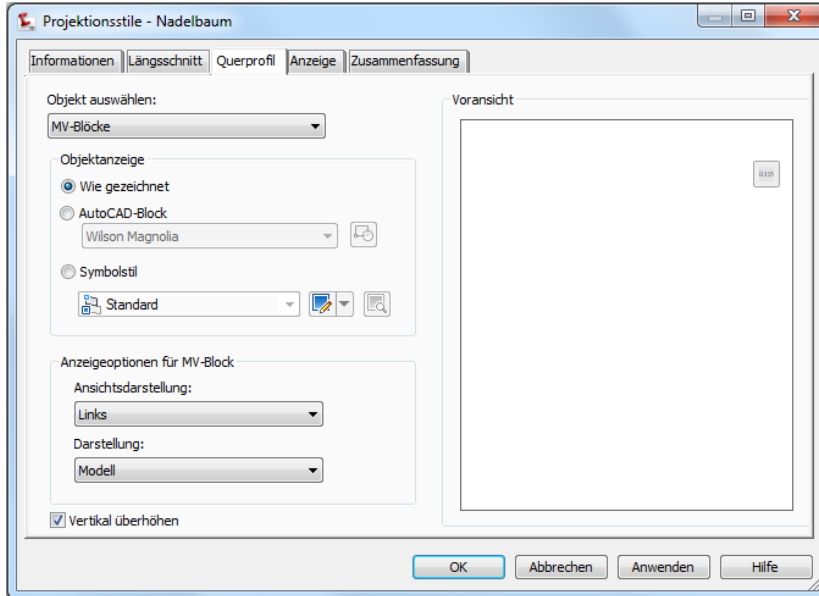 Projektionsstile - Nadelbaum
Informationen Längsschnitt Querprofil Anzeige Zusammenfassung
Objekt auswählen:
MV-Blöcke
Objektanzeige
Wie gezeichnet
AutoCAD-Block
Wilson Magnolia
Symbolstil
Standard
Anzeigeoptionen für MV-Block
Ansichtsdarstellung:
Links
Darstellung:
Modell
Vertikal überhöhen
Voransicht
OK Abbrechen Anwenden Hilfe